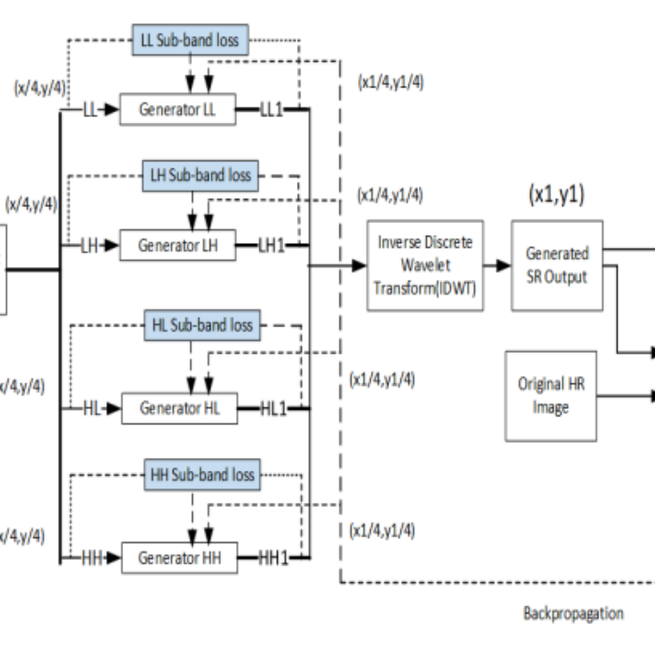 LL Sub-band loss
(x/4,y/4)
(x1/4,y1/4)
LL
Generator LL
LL1
LH Sub-band loss
(x/4,y/4)
(x1/4,y1/4)
(x1,y1)
LH
Generator LH
LH1
Inverse Discrete
Wavelet
Transform(IDWT)
Generated
SR Output
HL Sub-band loss
x/4,y/4)
(x1/4,y1/4)
HL
Generator HL
HL1
Original HR
Image
HH Sub-band loss
x/4,y/4)
(x1/4,y1/4)
HH
Generator HH
HH1
Backpropagation